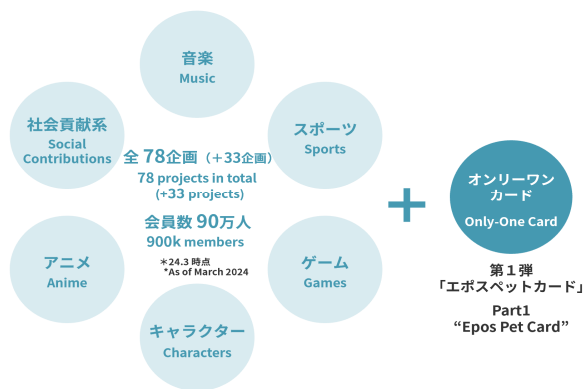 音楽
Music
社会貢献系
Social
Contributions
スポーツ
Sports
全 78企画（＋33企画）
78 projects in total
(+33 projects)
会員数 90万人
900k members
＊24.3 時点
*As of March 2024
アニメ
Anime
ゲーム
Games
キャラクター
Characters
+
オンリーワン
カード
Only-One Card
第１弾
「エポスペットカード」
Part1
“Epos Pet Card”